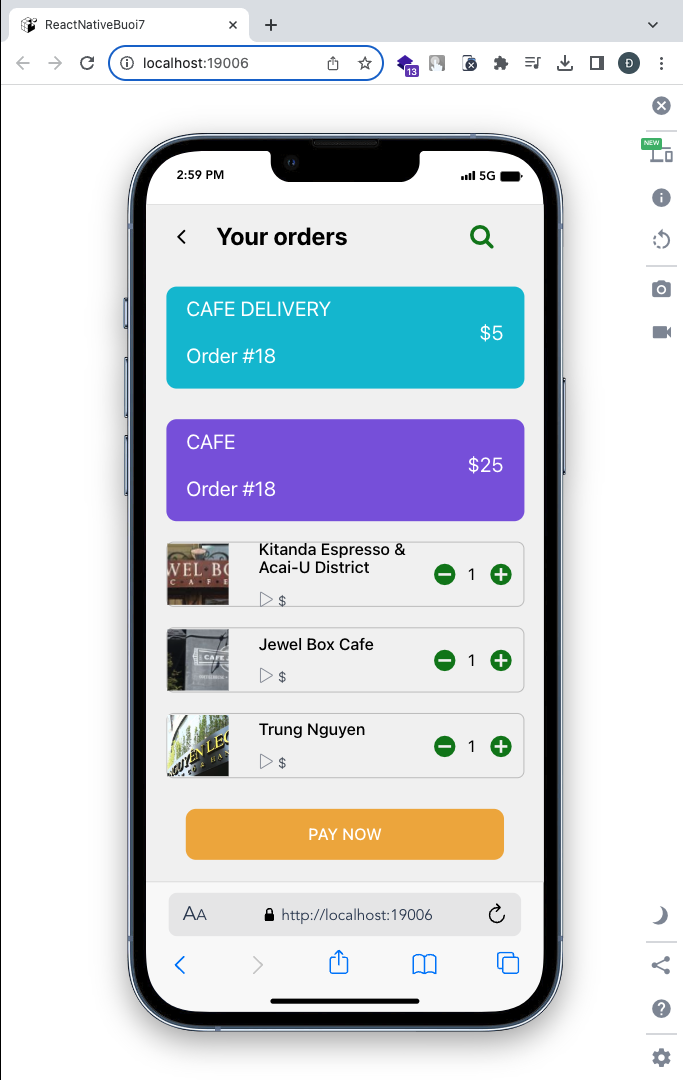 ReactNativeBuoi7
localhost:19006
13
Đ
NEW
2:59 PM
5G
Your orders
CAFE DELIVERY
$5
Order #18
CAFE
$25
Order #18
Kitanda Espresso &
Acai-U District
1
$
WEL BO
CAFE
Jewel Box Cafe
1
$
CAFE
Trung Nguyen
1
$
UYEN LEG
PAY NOW
AA
http://localhost:19006